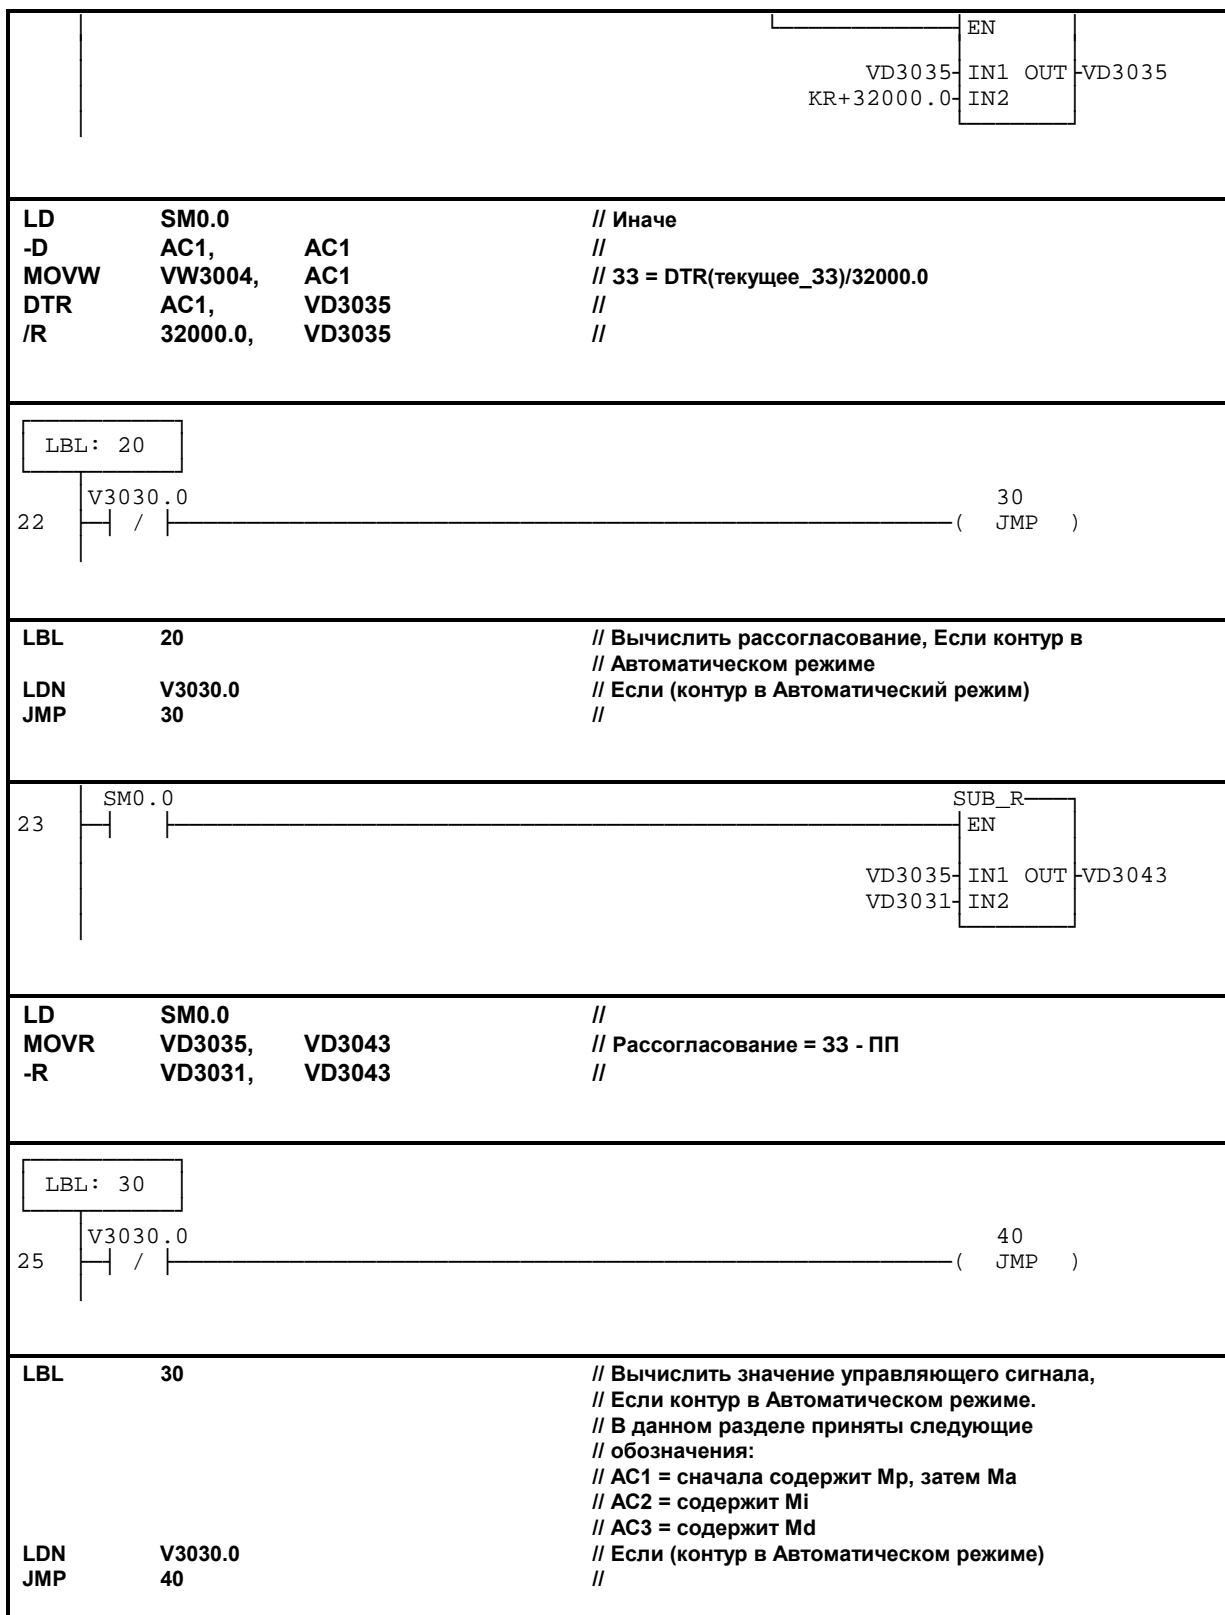 EN
VD3035 IN1 OUT VD3035
KR+32000.0 IN2
LD SM0.0 // Иначе
-D AC1, AC1 //
MOVW VW3004, AC1 // ЗЗ = DTR(текущее_ЗЗ)/32000.0
DTR AC1, VD3035 //
/R 32000.0, VD3035 //
LBL: 20
V3030.0 30
22 / ( JMP )
LBL 20 // Вычислить рассогласование, Если контур в
// Автоматическом режиме
LDN V3030.0 // Если (контур в Автоматический режим)
JMP 30 //
SM0.0 SUB_R
23 EN
VD3035 IN1 OUT VD3043
VD3031 IN2
LD SM0.0 //
MOVR VD3035, VD3043 // Рассогласование = ЗЗ - ПП
-R VD3031, VD3043 //
LBL: 30
V3030.0 40
25 / ( JMP )
LBL 30 // Вычислить значение управляющего сигнала,
// Если контур в Автоматическом режиме.
// В данном разделе приняты следующие
// обозначения:
// AC1 = сначала содержит Mp, затем Ma
// AC2 = содержит Mi
// AC3 = содержит Md
LDN V3030.0 // Если (контур в Автоматическом режиме)
JMP 40 //